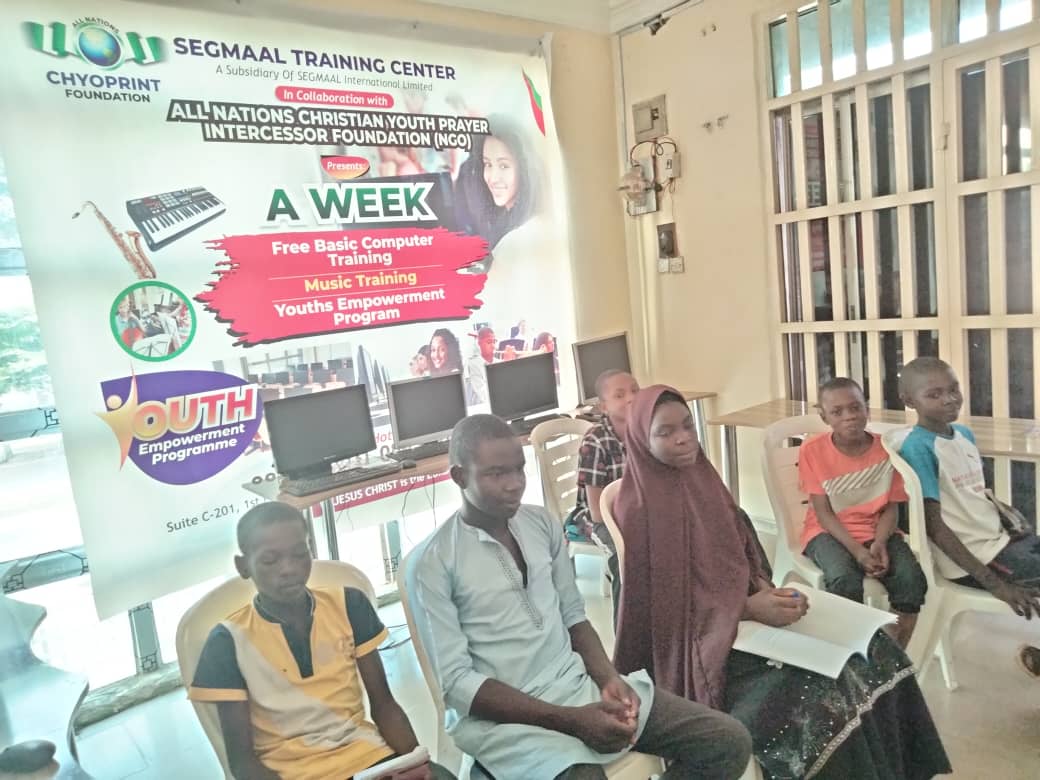 ALL NATIONS
CHYOPRINT
FOUNDATION
SEGMAAL TRAINING CENTER
A Subsidiary Of SEGMAAL International Limited
In Collaboration with
ALL NATIONS CHRISTIAN YOUTH PRAYER
INTERCESSOR FOUNDATION (NGO)
Presents:
A WEEK
Free Basic Computer
Training
Music Training
Youths Empowerment
Program
YOUTH
Empowerment
Programme
JESUS CHRIST is the
Suite C-201, 1st